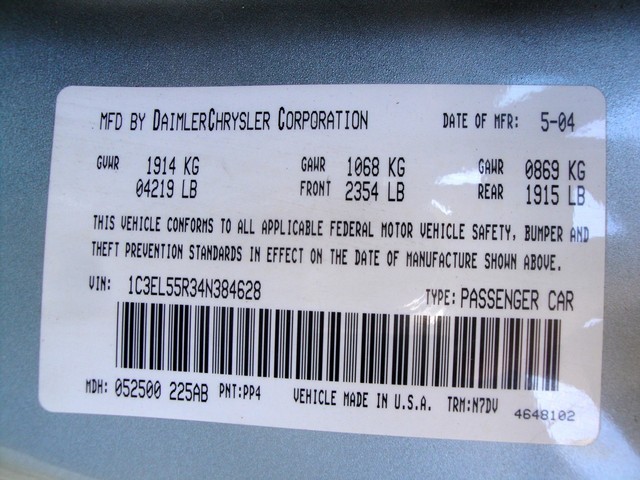 MFD BY DAIMLERCHRYSLER CORPORATION DATE OF MFR: 5-04
GVWR 1914 KG GAWR 1068 KG GAWR 0869 KG
04219 LB FRONT 2354 LB REAR 1915 LB
THIS VEHICLE CONFORMS TO ALL APPLICABLE FEDERAL MOTOR VEHICLE SAFETY, BUMPER AND
THEFT PREVENTION STANDARDS IN EFFECT ON THE DATE OF MANUFACTURE SHOWN ABOVE.
VIN: 1C3EL55R34N384628 TYPE: PASSENGER CAR
MDH: 052500 225AB PNT:PP4 VEHICLE MADE IN U.S.A. TRM:N7DV 4648102